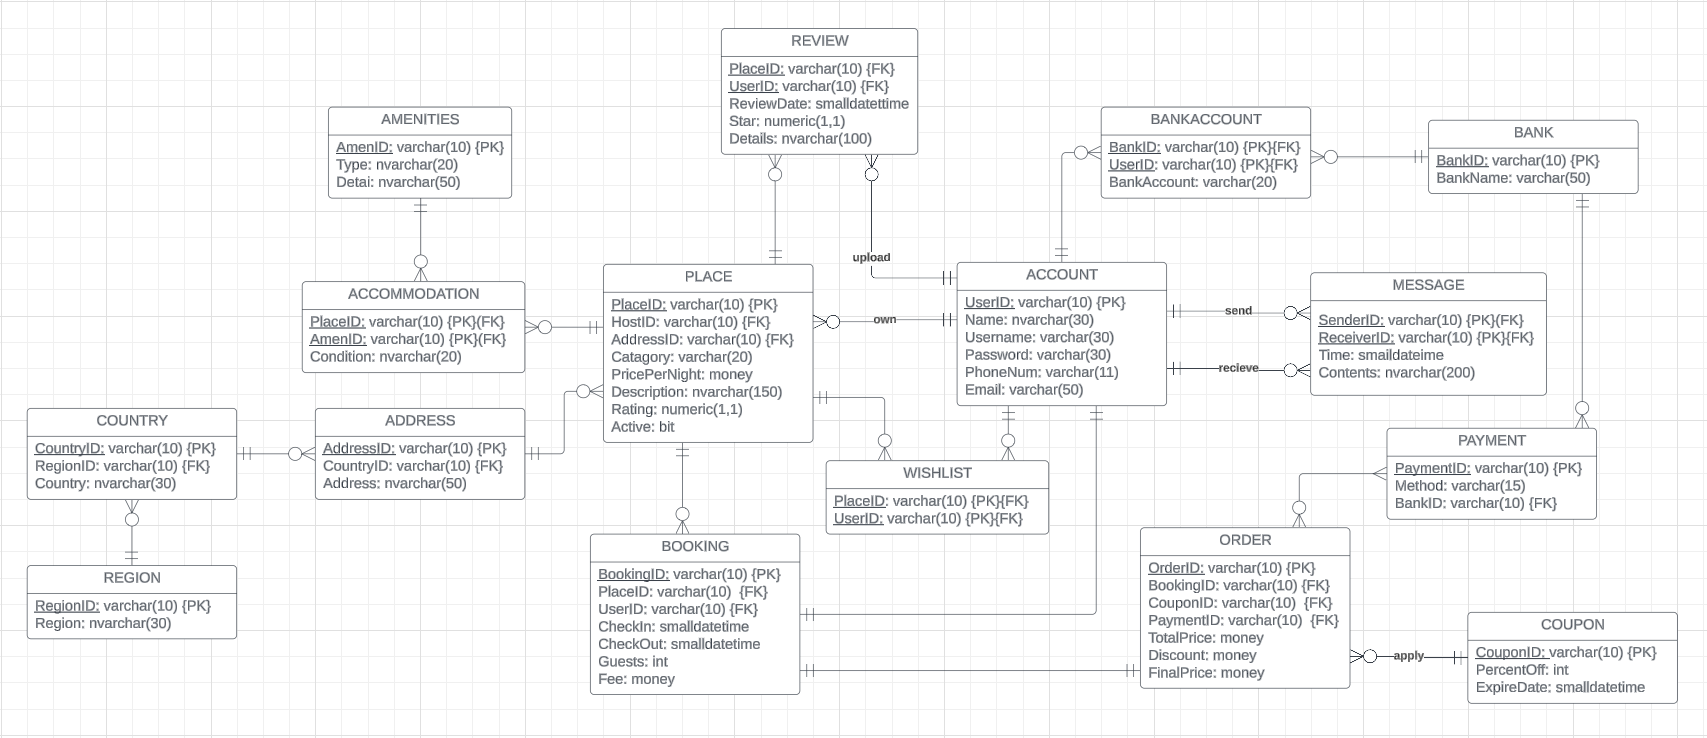 REVIEW
PlaceID: varchar(10) {FK}
UserID: varchar(10) {FK}
ReviewDate: smalldatettime
Star: numeric(1,1)
Details: nvarchar(100)
AMENITIES
AmenID: varchar(10) {PK}
Type: nvarchar(20)
Detai: nvarchar(50)
BANKACCOUNT
BankID: varchar(10) {PK}{FK}
UserID: varchar(10) {PK}{FK}
BankAccount: varchar(20)
BANK
BankID: varchar(10) {PK}
BankName: varchar(50)
upload
ACCOMMODATION
PlaceID: varchar(10) {PK}(FK}
AmenID: varchar(10) {PK}(FK}
Condition: nvarchar(20)
PLACE
PlaceID: varchar(10) {PK}
HostID: varchar(10) {FK}
AddressID: varchar(10) {FK}
Catagory: varchar(20)
PricePerNight: money
Description: nvarchar(150)
Rating: numeric(1,1)
Active: bit
own
ACCOUNT
UserID: varchar(10) {PK}
Name: nvarchar(30)
Username: varchar(30)
Password: varchar(30)
PhoneNum: varchar(11)
Email: varchar(50)
send
recieve
MESSAGE
SenderID: varchar(10) {PK}(FK}
ReceiverID: varchar(10) {PK}{FK}
Time: smaildateime
Contents: nvarchar(200)
COUNTRY
CountryID: varchar(10) {PK}
RegionID: varchar(10) {FK}
Country: nvarchar(30)
ADDRESS
AddressID: varchar(10) {PK}
CountryID: varchar(10) {FK}
Address: nvarchar(50)
WISHLIST
PlaceID: varchar(10) {PK}{FK}
UserID: varchar(10) {PK}{FK}
PAYMENT
PaymentID: varchar(10) {PK}
Method: varchar(15)
BankID: varchar(10) {FK}
REGION
RegionID: varchar(10) {PK}
Region: nvarchar(30)
BOOKING
BookingID: varchar(10) {PK}
PlaceID: varchar(10) {FK}
UserID: varchar(10) {FK}
CheckIn: smalldatetime
CheckOut: smalldatetime
Guests: int
Fee: money
ORDER
OrderID: varchar(10) {PK}
BookingID: varchar(10) {FK}
CouponID: varchar(10) {FK}
PaymentID: varchar(10) {FK}
TotalPrice: money
Discount: money
FinalPrice: money
apply
COUPON
CouponID: varchar(10) {PK}
PercentOff: int
ExpireDate: smalldatetime